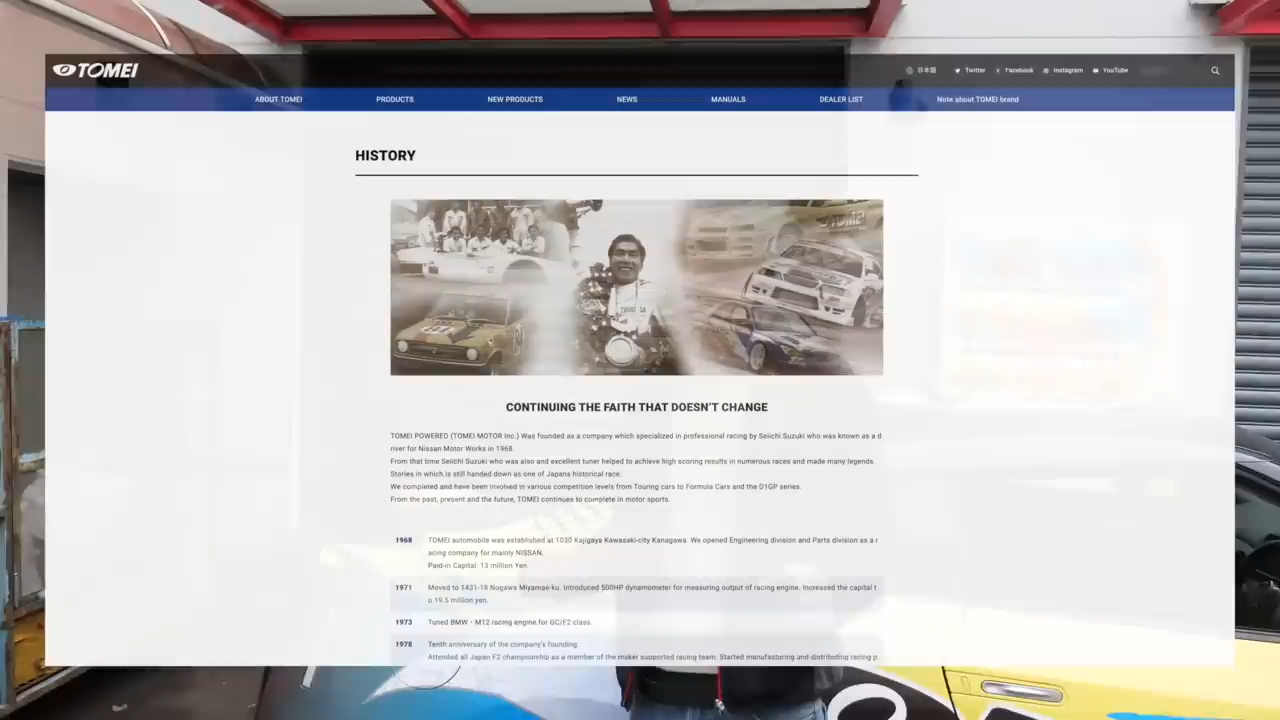 TOMEI
日本語
Twitter
Facebook
Instagram
YouTube
ABOUT TOMEI
PRODUCTS
NEW PRODUCTS
NEWS
MANUALS
DEALER LIST
Note about TOMEI brand
HISTORY
CONTINUING THE FAITH THAT DOESN'T CHANGE
TOMEI POWERED (TOMEI MOTOR Inc.) Was founded as a company which specialized in professional racing by Seiichi Suzuki who was known as a d
river for Nissan Motor Works in 1968.
From that time Seiichi Suzuki who was also and excellent tuner helped to achieve high scoring results in numerous races and made many legends.
Stories in which is still handed down as one of Japans historical race.
We completed and have been involved in various competition levels from Touring cars to Formula Cars and the D1GP series.
From the past, present and the future, TOMEI continues to complete in motor sports.
1968 TOMEI automobile was established at 1030 Kajigaya Kawasaki-city Kanagawa. We opened Engineering division and Parts division as a r
acing company for mainly NISSAN.
Paid-in Capital: 13 million Yen.
1971 Moved to 1431-18 Nogawa Miyamae-ku. Introduced 500HP dynamometer for measuring output of racing engine. Increased the capital t
o 19.5 million yen.
1973 Tuned BMW・M12 racing engine for GC/F2 class.
1978 Tenth anniversary of the company's founding.
Attended all Japan F2 championship as a member of the maker supported racing team. Started manufacturing and distributing racing p